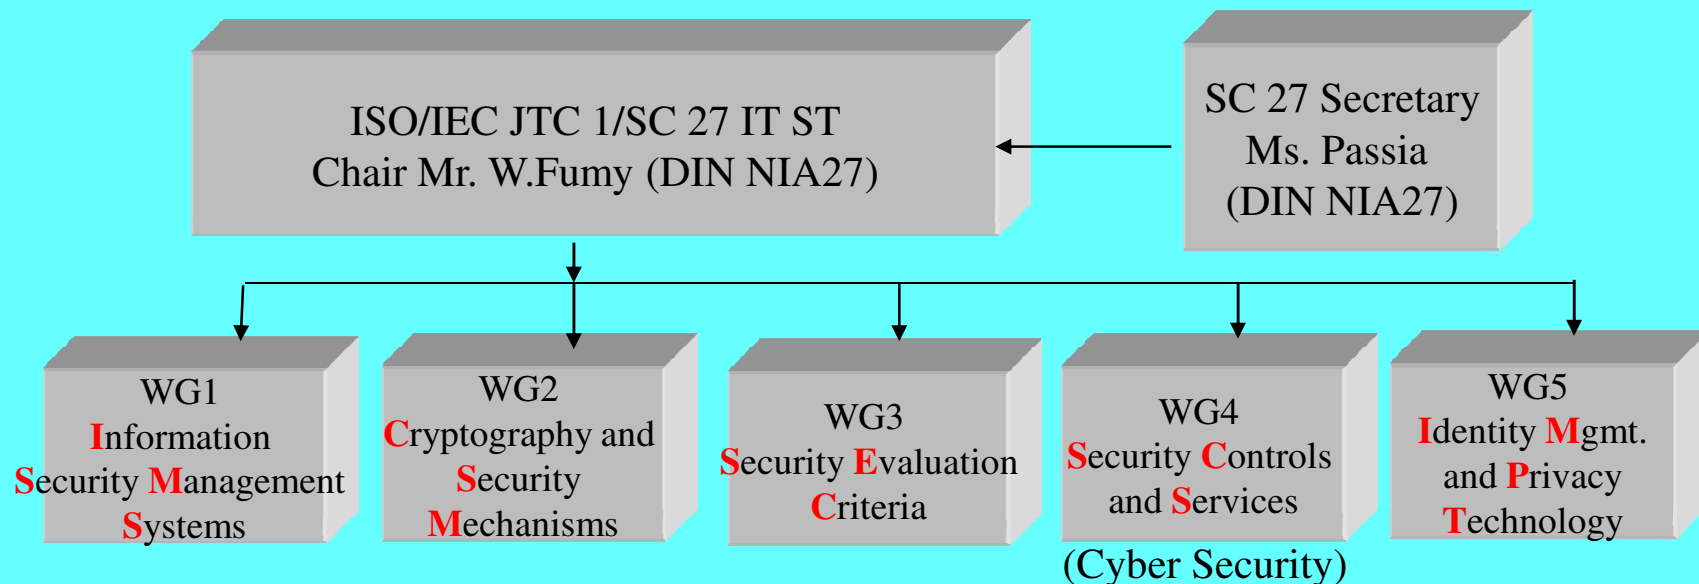 ISO/IEC JTC 1/SC 27 IT ST
Chair Mr. W.Fumy (DIN NIA27)
SC 27 Secretary
Ms. Passia
(DIN NIA27)
WG1
Information
Security Management
Systems
WG2
Cryptography and
Security
Mechanisms
WG3
Security Evaluation
Criteria
WG4
Security Controls
and Services
(Cyber Security)
WG5
Identity Mgmt.
and Privacy
Technology